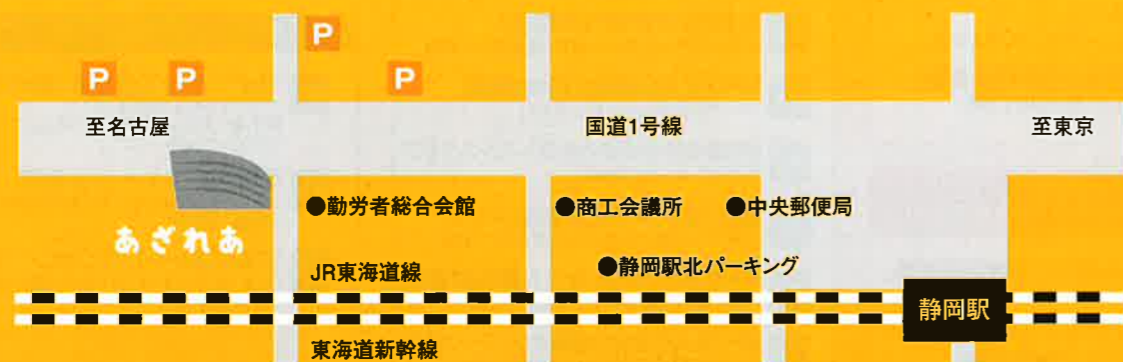 P
P
P
P
至名古屋
国道1号線
至東京
●勤労者総合会館
●商工会議所
●中央郵便局
あざれあ
●静岡駅北パーキング
JR東海道線
静岡駅
東海道新幹線